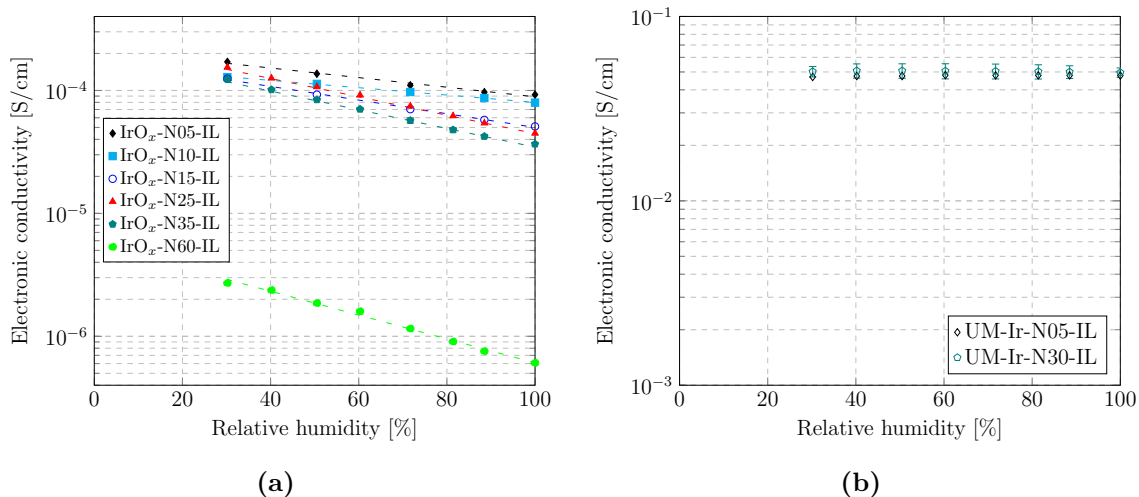 Electronic conductivity [S/cm]
10⁻⁴
10⁻⁵
10⁻⁶
IrOₓ-N05-IL
IrOₓ-N10-IL
IrOₓ-N15-IL
IrOₓ-N25-IL
IrOₓ-N35-IL
IrOₓ-N60-IL
0 20 40 60 80 100
Relative humidity [%]
(a)
Electronic conductivity [S/cm]
10⁻¹
10⁻²
10⁻³
UM-Ir-N05-IL
UM-Ir-N30-IL
0 20 40 60 80 100
Relative humidity [%]
(b)